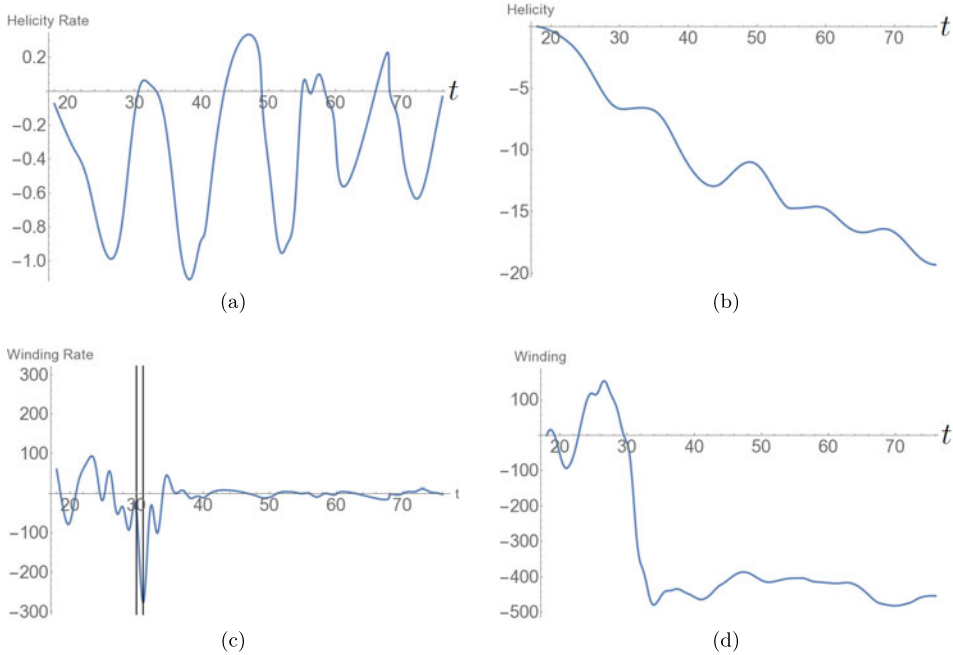 Helicity Rate
0.2
20 30 40 50 60 70 t
−0.2
−0.4
−0.6
−0.8
−1.0
(a)
Helicity
20 30 40 50 60 70 t
−5
−10
−15
−20
(b)
Winding Rate
300
200
100
20 30 40 50 60 70 t
−100
−200
−300
(c)
Winding
100
20 30 40 50 60 70 t
−100
−200
−300
−400
−500
(d)